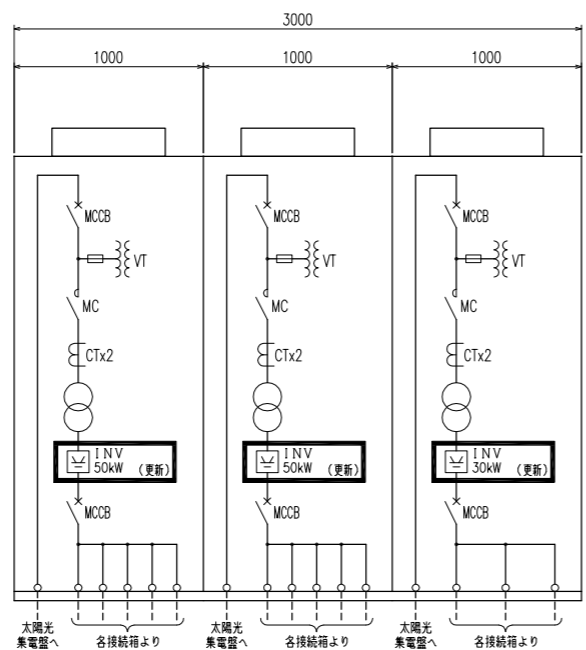 3000
1000 1000 1000
MCCB MCCB MCCB
VT VT VT
MC MC MC
CTx2 CTx2 CTx2
INV INV INV
50kW (更新) 50kW (更新) 30kW (更新)
MCCB MCCB MCCB
太陽光 太陽光 太陽光
集電盤へ 各接続箱より 集電盤へ 各接続箱より 集電盤へ 各接続箱より